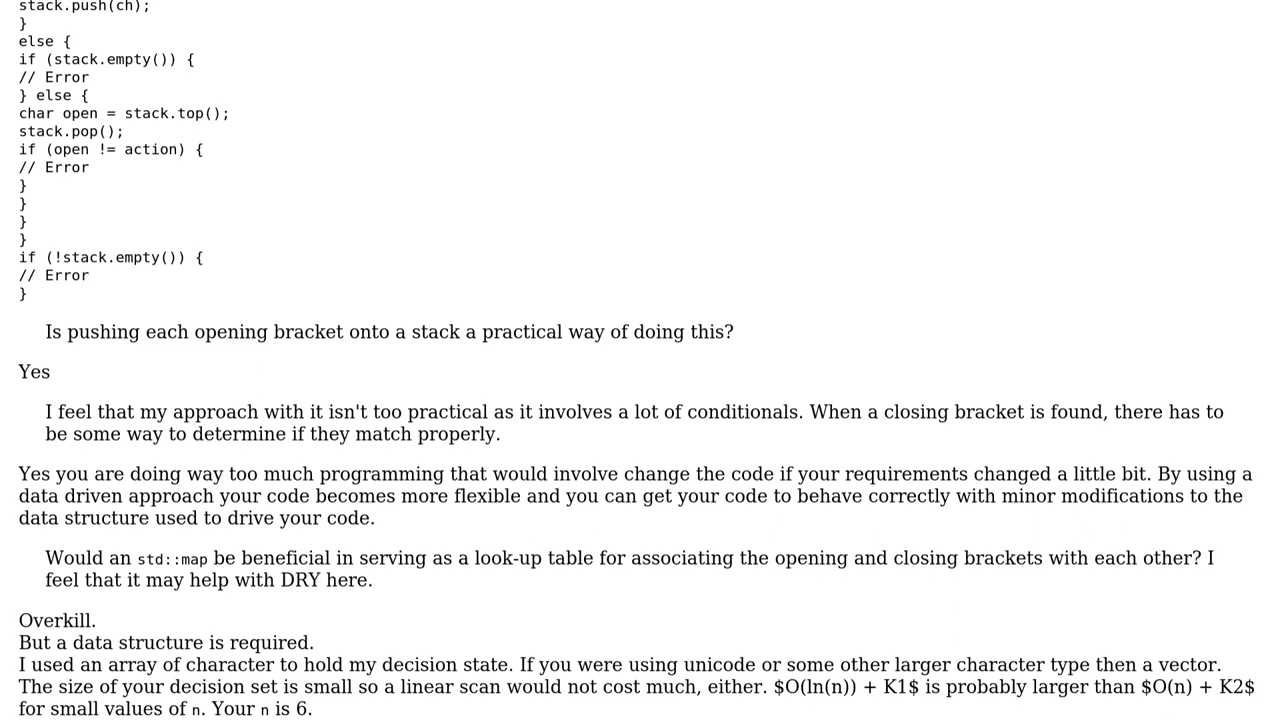 stack.push(ch);
}
else {
if (stack.empty()) {
// Error
} else {
char open = stack.top();
stack.pop();
if (open != action) {
// Error
}
}
}
}
if (!stack.empty()) {
// Error
}
Is pushing each opening bracket onto a stack a practical way of doing this?
Yes
I feel that my approach with it isn't too practical as it involves a lot of conditionals. When a closing bracket is found, there has to
be some way to determine if they match properly.
Yes you are doing way too much programming that would involve change the code if your requirements changed a little bit. By using a
data driven approach your code becomes more flexible and you can get your code to behave correctly with minor modifications to the
data structure used to drive your code.
Would an std::map be beneficial in serving as a look-up table for associating the opening and closing brackets with each other? I
feel that it may help with DRY here.
Overkill.
But a data structure is required.
I used an array of character to hold my decision state. If you were using unicode or some other larger character type then a vector.
The size of your decision set is small so a linear scan would not cost much, either. $O(ln(n)) + K1$ is probably larger than $O(n) + K2$
for small values of n. Your n is 6.